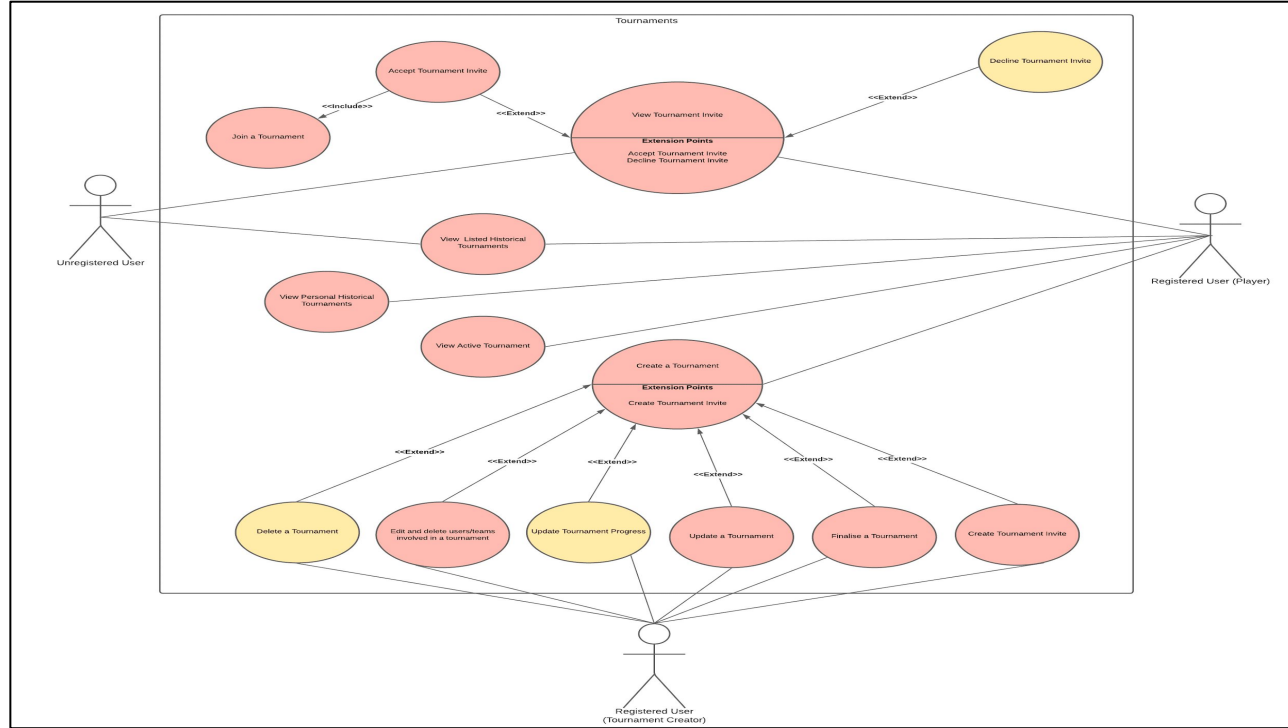 Tournaments
Accept Tournament Invite
Decline Tournament Invite
<<Include>>
<<Extend>>
<<Extend>>
View Tournament Invite
Join a Tournament
Extension Points
Accept Tournament Invite
Decline Tournament Invite
Unregistered User
View Listed Historical
Tournaments
Registered User (Player)
View Personal Historical
Tournaments
View Active Tournament
Create a Tournament
Extension Points
Create Tournament Invite
<<Extend>>
<<Extend>>
<<Extend>>
<<Extend>>
<<Extend>>
<<Extend>>
Delete a Tournament
Edit and delete users/teams
involved in a tournament
Update Tournament Progress
Update a Tournament
Finalise a Tournament
Create Tournament Invite
Registered User
(Tournament Creator)